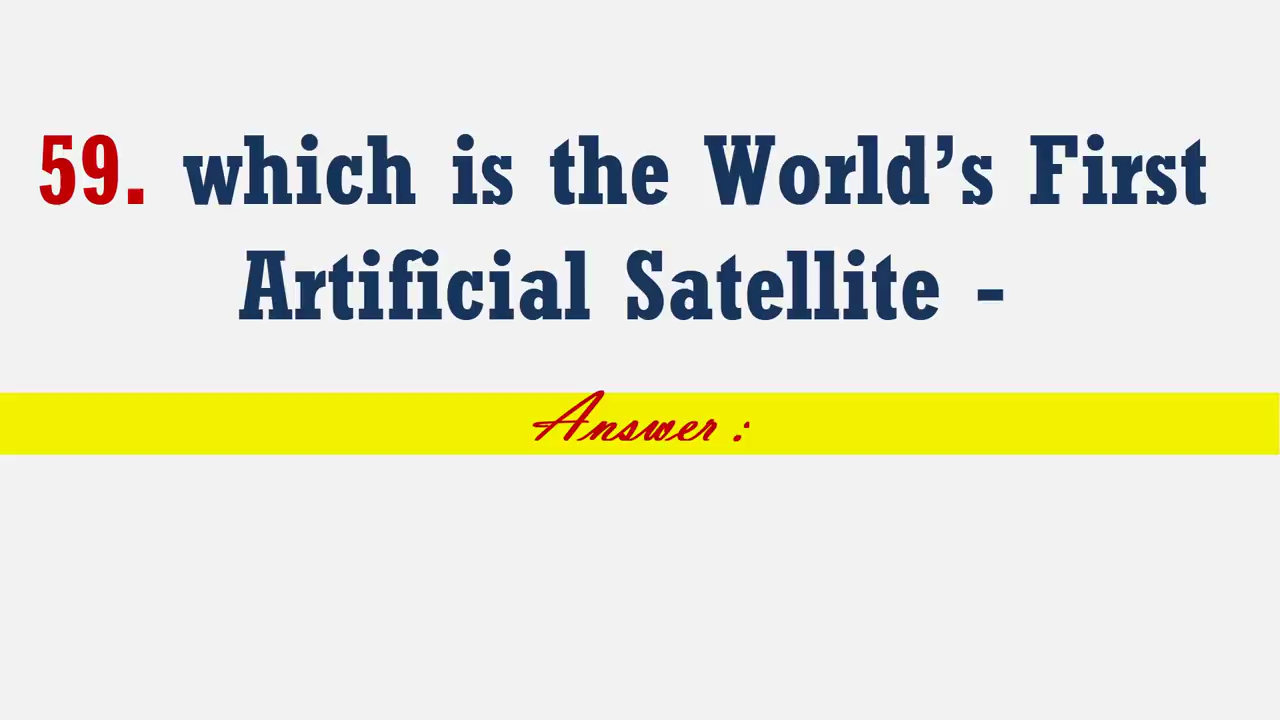 59. which is the World’s First
Artificial Satellite -
Answer :